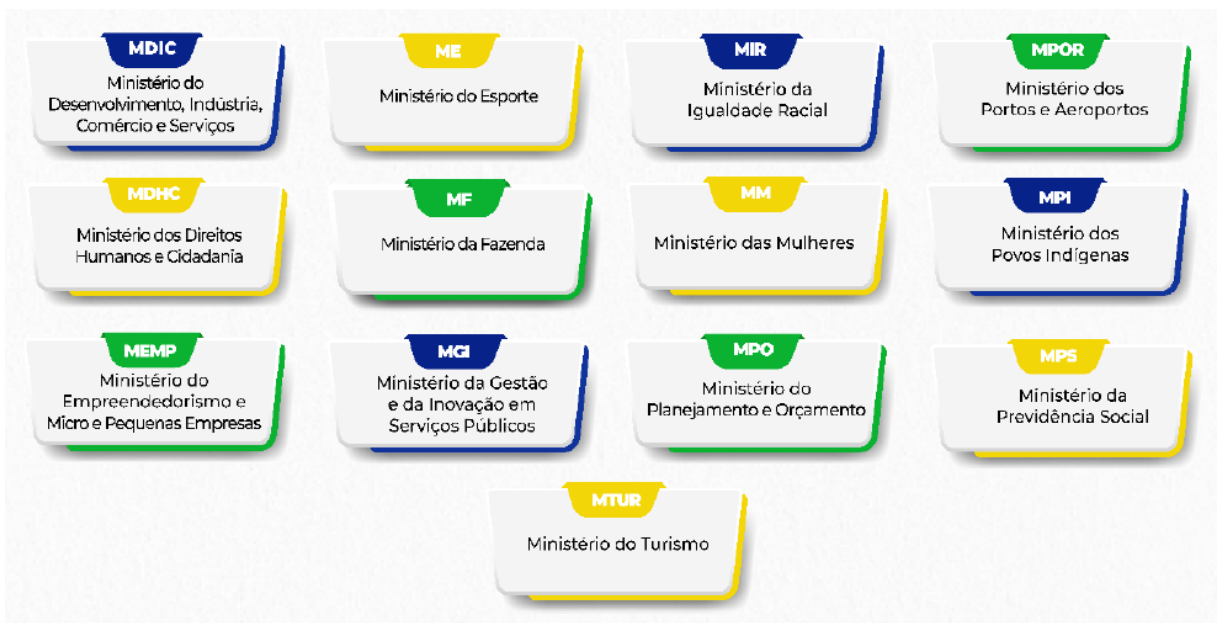 MDIC
Ministério do
Desenvolvimento, Indústria,
Comércio e Serviços
ME
Ministério do Esporte
MIR
Ministério da
Igualdade Racial
MPOR
Ministério dos
Portos e Aeroportos
MDHC
Ministério dos Direitos
Humanos e Cidadania
MF
Ministério da Fazenda
MM
Ministério das Mulheres
MPI
Ministério dos
Povos Indígenas
MEMP
Ministério do
Empreendedorismo e
Micro e Pequenas Empresas
MGI
Ministério da Gestão
e da Inovação em
Serviços Públicos
MPO
Ministério do
Planejamento e Orçamento
MPS
Ministério da
Previdência Social
MTUR
Ministério do Turismo